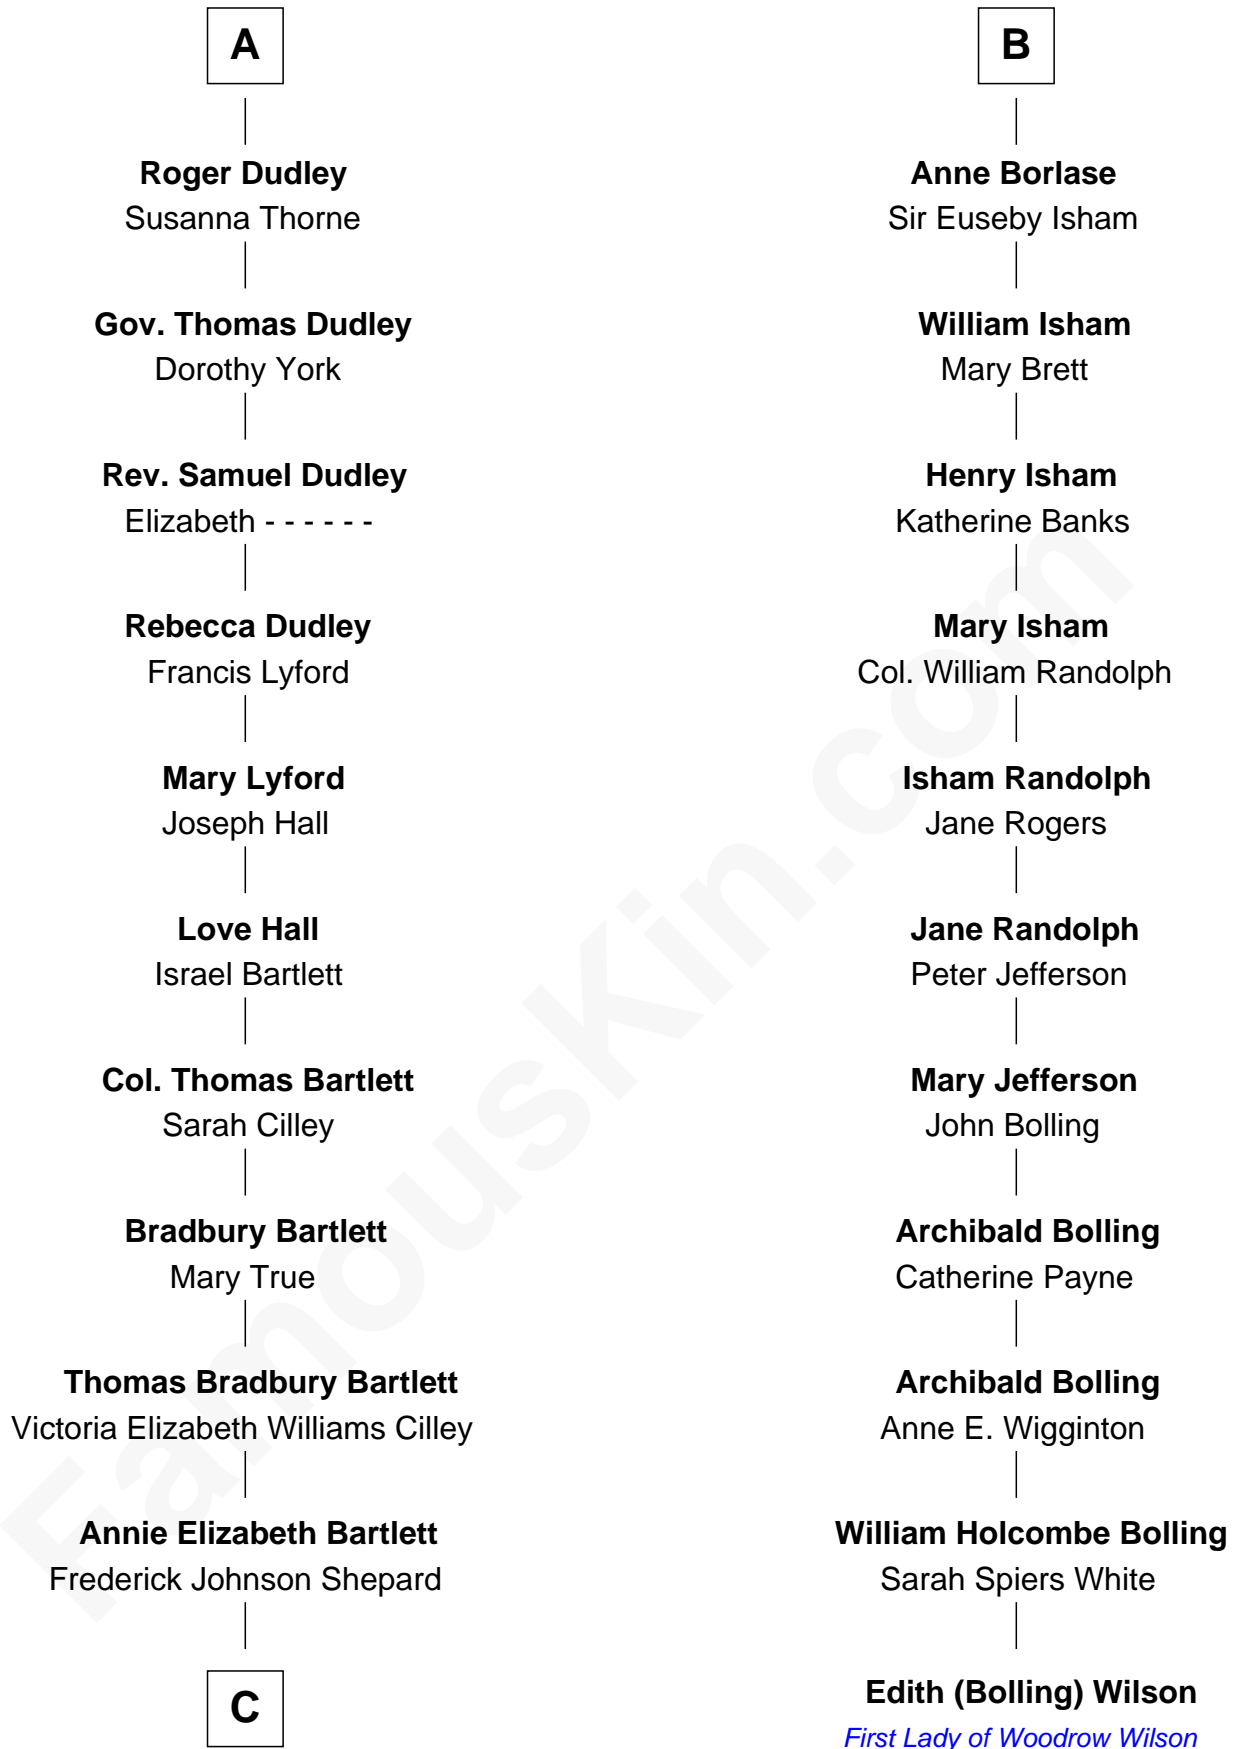 A
Roger Dudley
Susanna Thorne
Gov. Thomas Dudley
Dorothy York
Rev. Samuel Dudley
Elizabeth - - - - - -
Rebecca Dudley
Francis Lyford
Mary Lyford
Joseph Hall
Love Hall
Israel Bartlett
Col. Thomas Bartlett
Sarah Cilley
Bradbury Bartlett
Mary True
Thomas Bradbury Bartlett
Victoria Elizabeth Williams Cilley
Annie Elizabeth Bartlett
Frederick Johnson Shepard
C
B
Anne Borlase
Sir Euseby Isham
William Isham
Mary Brett
Henry Isham
Katherine Banks
Mary Isham
Col. William Randolph
Isham Randolph
Jane Rogers
Jane Randolph
Peter Jefferson
Mary Jefferson
John Bolling
Archibald Bolling
Catherine Payne
Archibald Bolling
Anne E. Wigginton
William Holcombe Bolling
Sarah Spiers White
Edith (Bolling) Wilson
First Lady of Woodrow Wilson
FamousKin.com